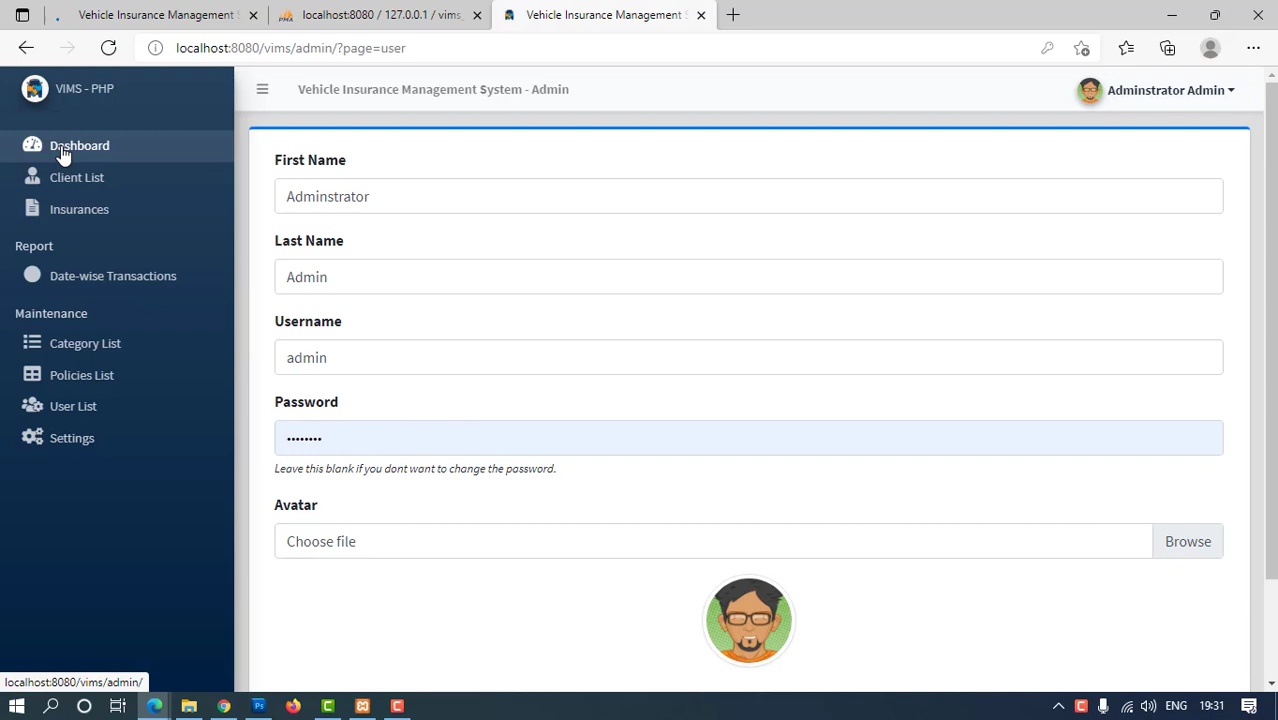 Vehicle Insurance Management S
localhost:8080 / 127.0.0.1 / vims_
Vehicle Insurance Management S
localhost:8080/vims/admin/?page=user
VIMS - PHP
Vehicle Insurance Management System - Admin
Adminstrator Admin
Dashboard
Client List
Insurances
Report
Date-wise Transactions
Maintenance
Category List
Policies List
User List
Settings
First Name
Adminstrator
Last Name
Admin
Username
admin
Password
••••••••
Leave this blank if you dont want to change the password.
Avatar
Choose file
Browse
localhost:8080/vims/admin/
ENG
19:31